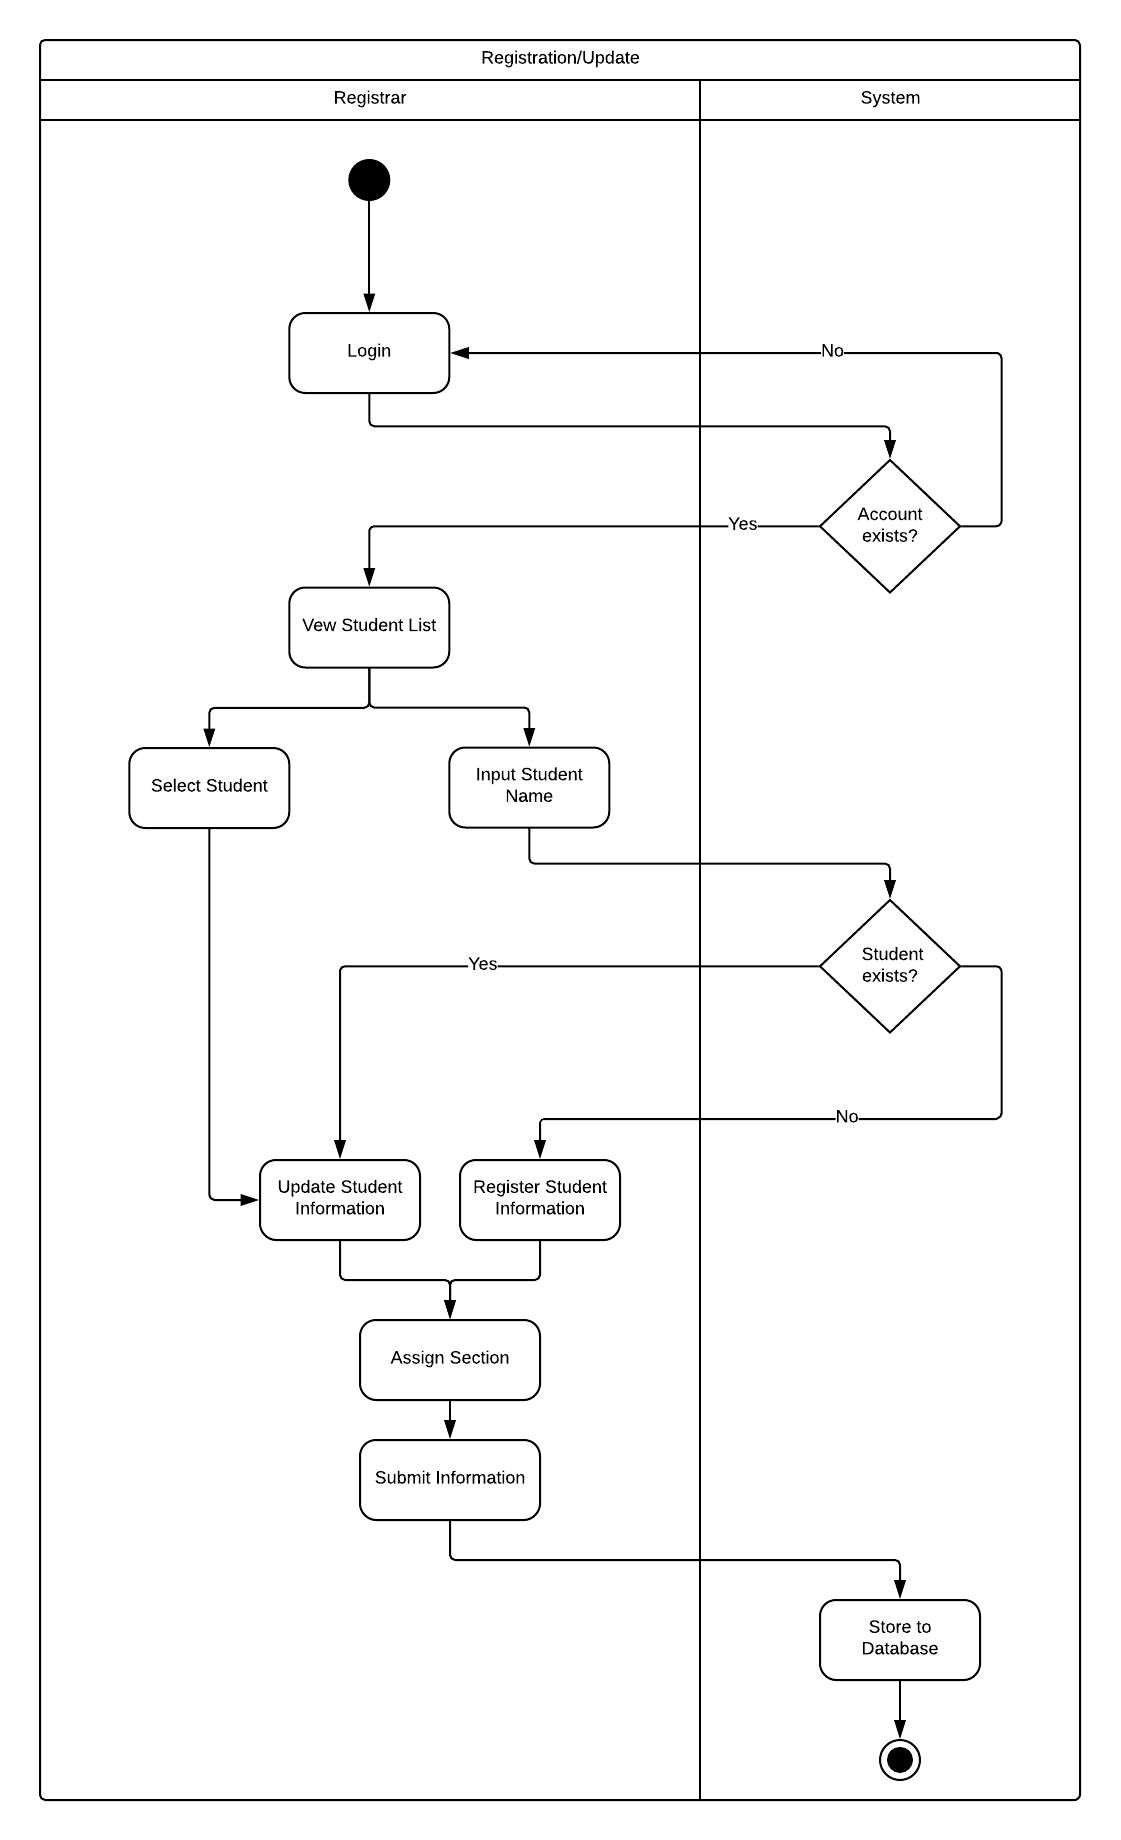 Registration/Update
Registrar
System
Login
No
Account
exists?
Yes
Vew Student List
Select Student
Input Student
Name
Student
exists?
Yes
No
Update Student
Information
Register Student
Information
Assign Section
Submit Information
Store to
Database